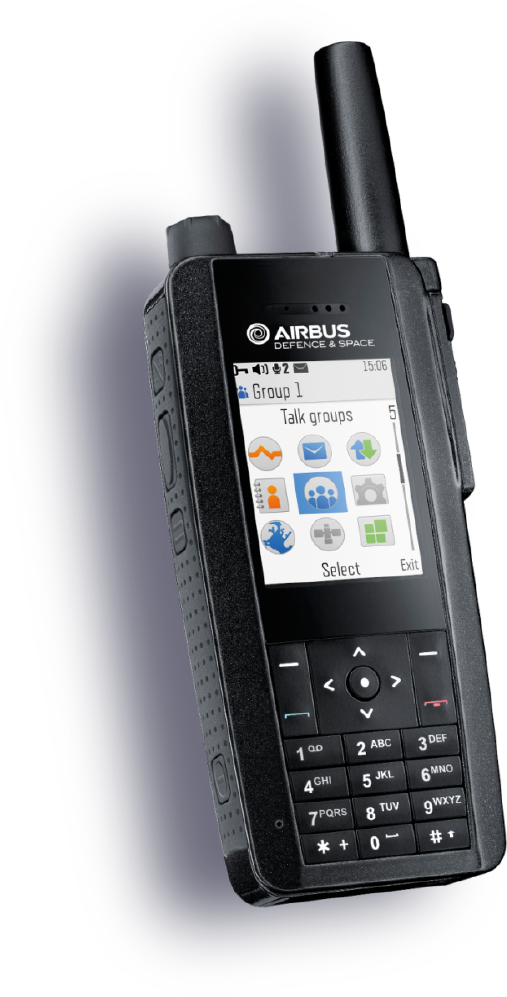 AIRBUS
DEFENCE & SPACE
2 15:06
Group 1
Talk groups 5
Select Exit
1
2 ABC 3 DEF
4 GHI 5 JKL 6 MNO
7 PQRS 8 TUV 9 WXYZ
* + 0 #